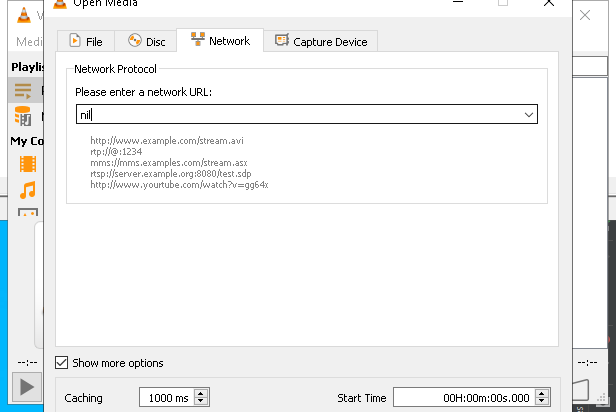 Open Media
V
Medi
File
Disc
Network
Capture Device
Playlis
Network Protocol
Please enter a network URL:
nil
http://www.example.com/stream.avi
rtp://@:1234
mms://mms.examples.com/stream.asx
rtsp://server.example.org:8080/test.sdp
http://www.yourtube.com/watch?v=gg64x
My Co
--:--
Show more options
--:--
Caching
1000 ms
Start Time
00H:00m:00s.000